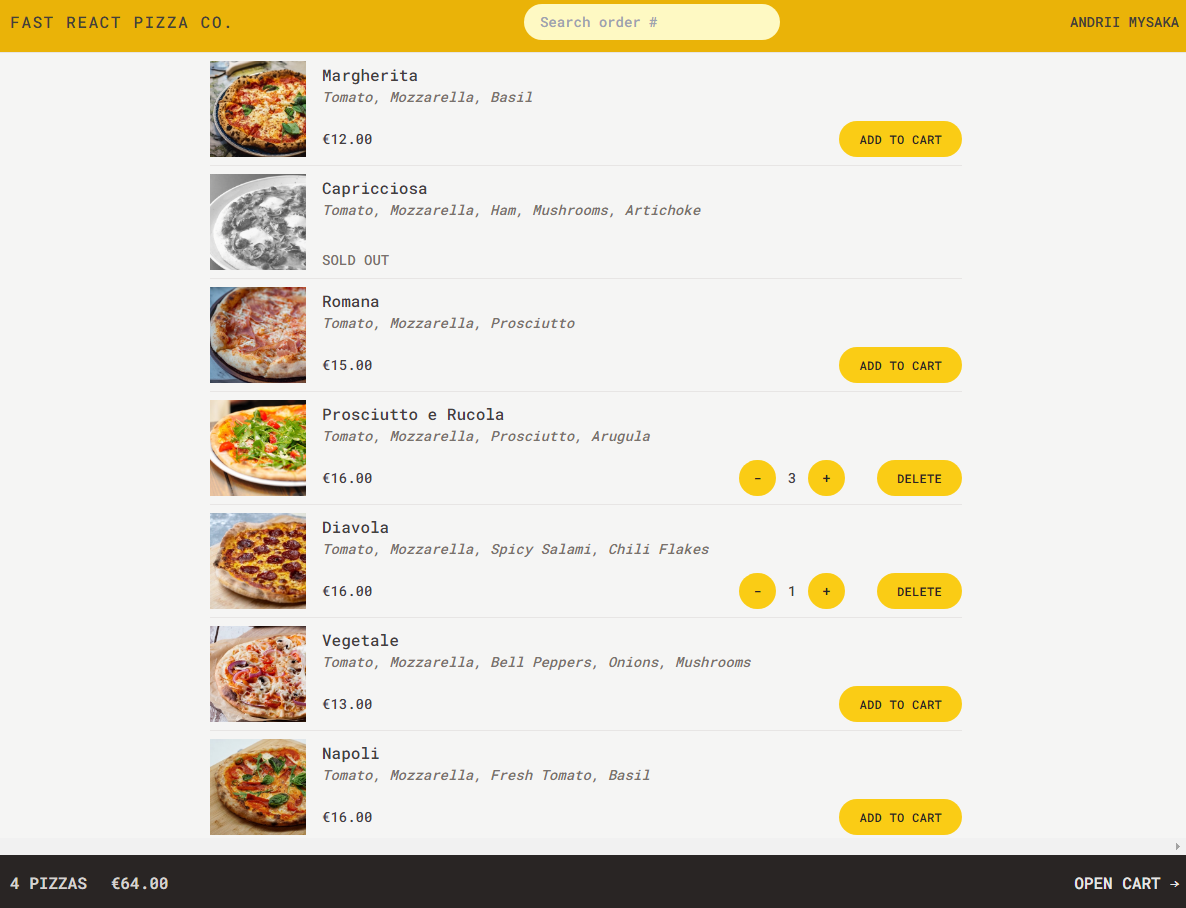 FAST REACT PIZZA CO.
Search order #
ANDRII MYSAKA
Margherita
Tomato, Mozzarella, Basil
€12.00
ADD TO CART
Capricciosa
Tomato, Mozzarella, Ham, Mushrooms, Artichoke
SOLD OUT
Romana
Tomato, Mozzarella, Prosciutto
€15.00
ADD TO CART
Prosciutto e Rucola
Tomato, Mozzarella, Prosciutto, Arugula
€16.00
- 3 +
DELETE
Diavola
Tomato, Mozzarella, Spicy Salami, Chili Flakes
€16.00
- 1 +
DELETE
Vegetale
Tomato, Mozzarella, Bell Peppers, Onions, Mushrooms
€13.00
ADD TO CART
Napoli
Tomato, Mozzarella, Fresh Tomato, Basil
€16.00
ADD TO CART
4 PIZZAS €64.00
OPEN CART →